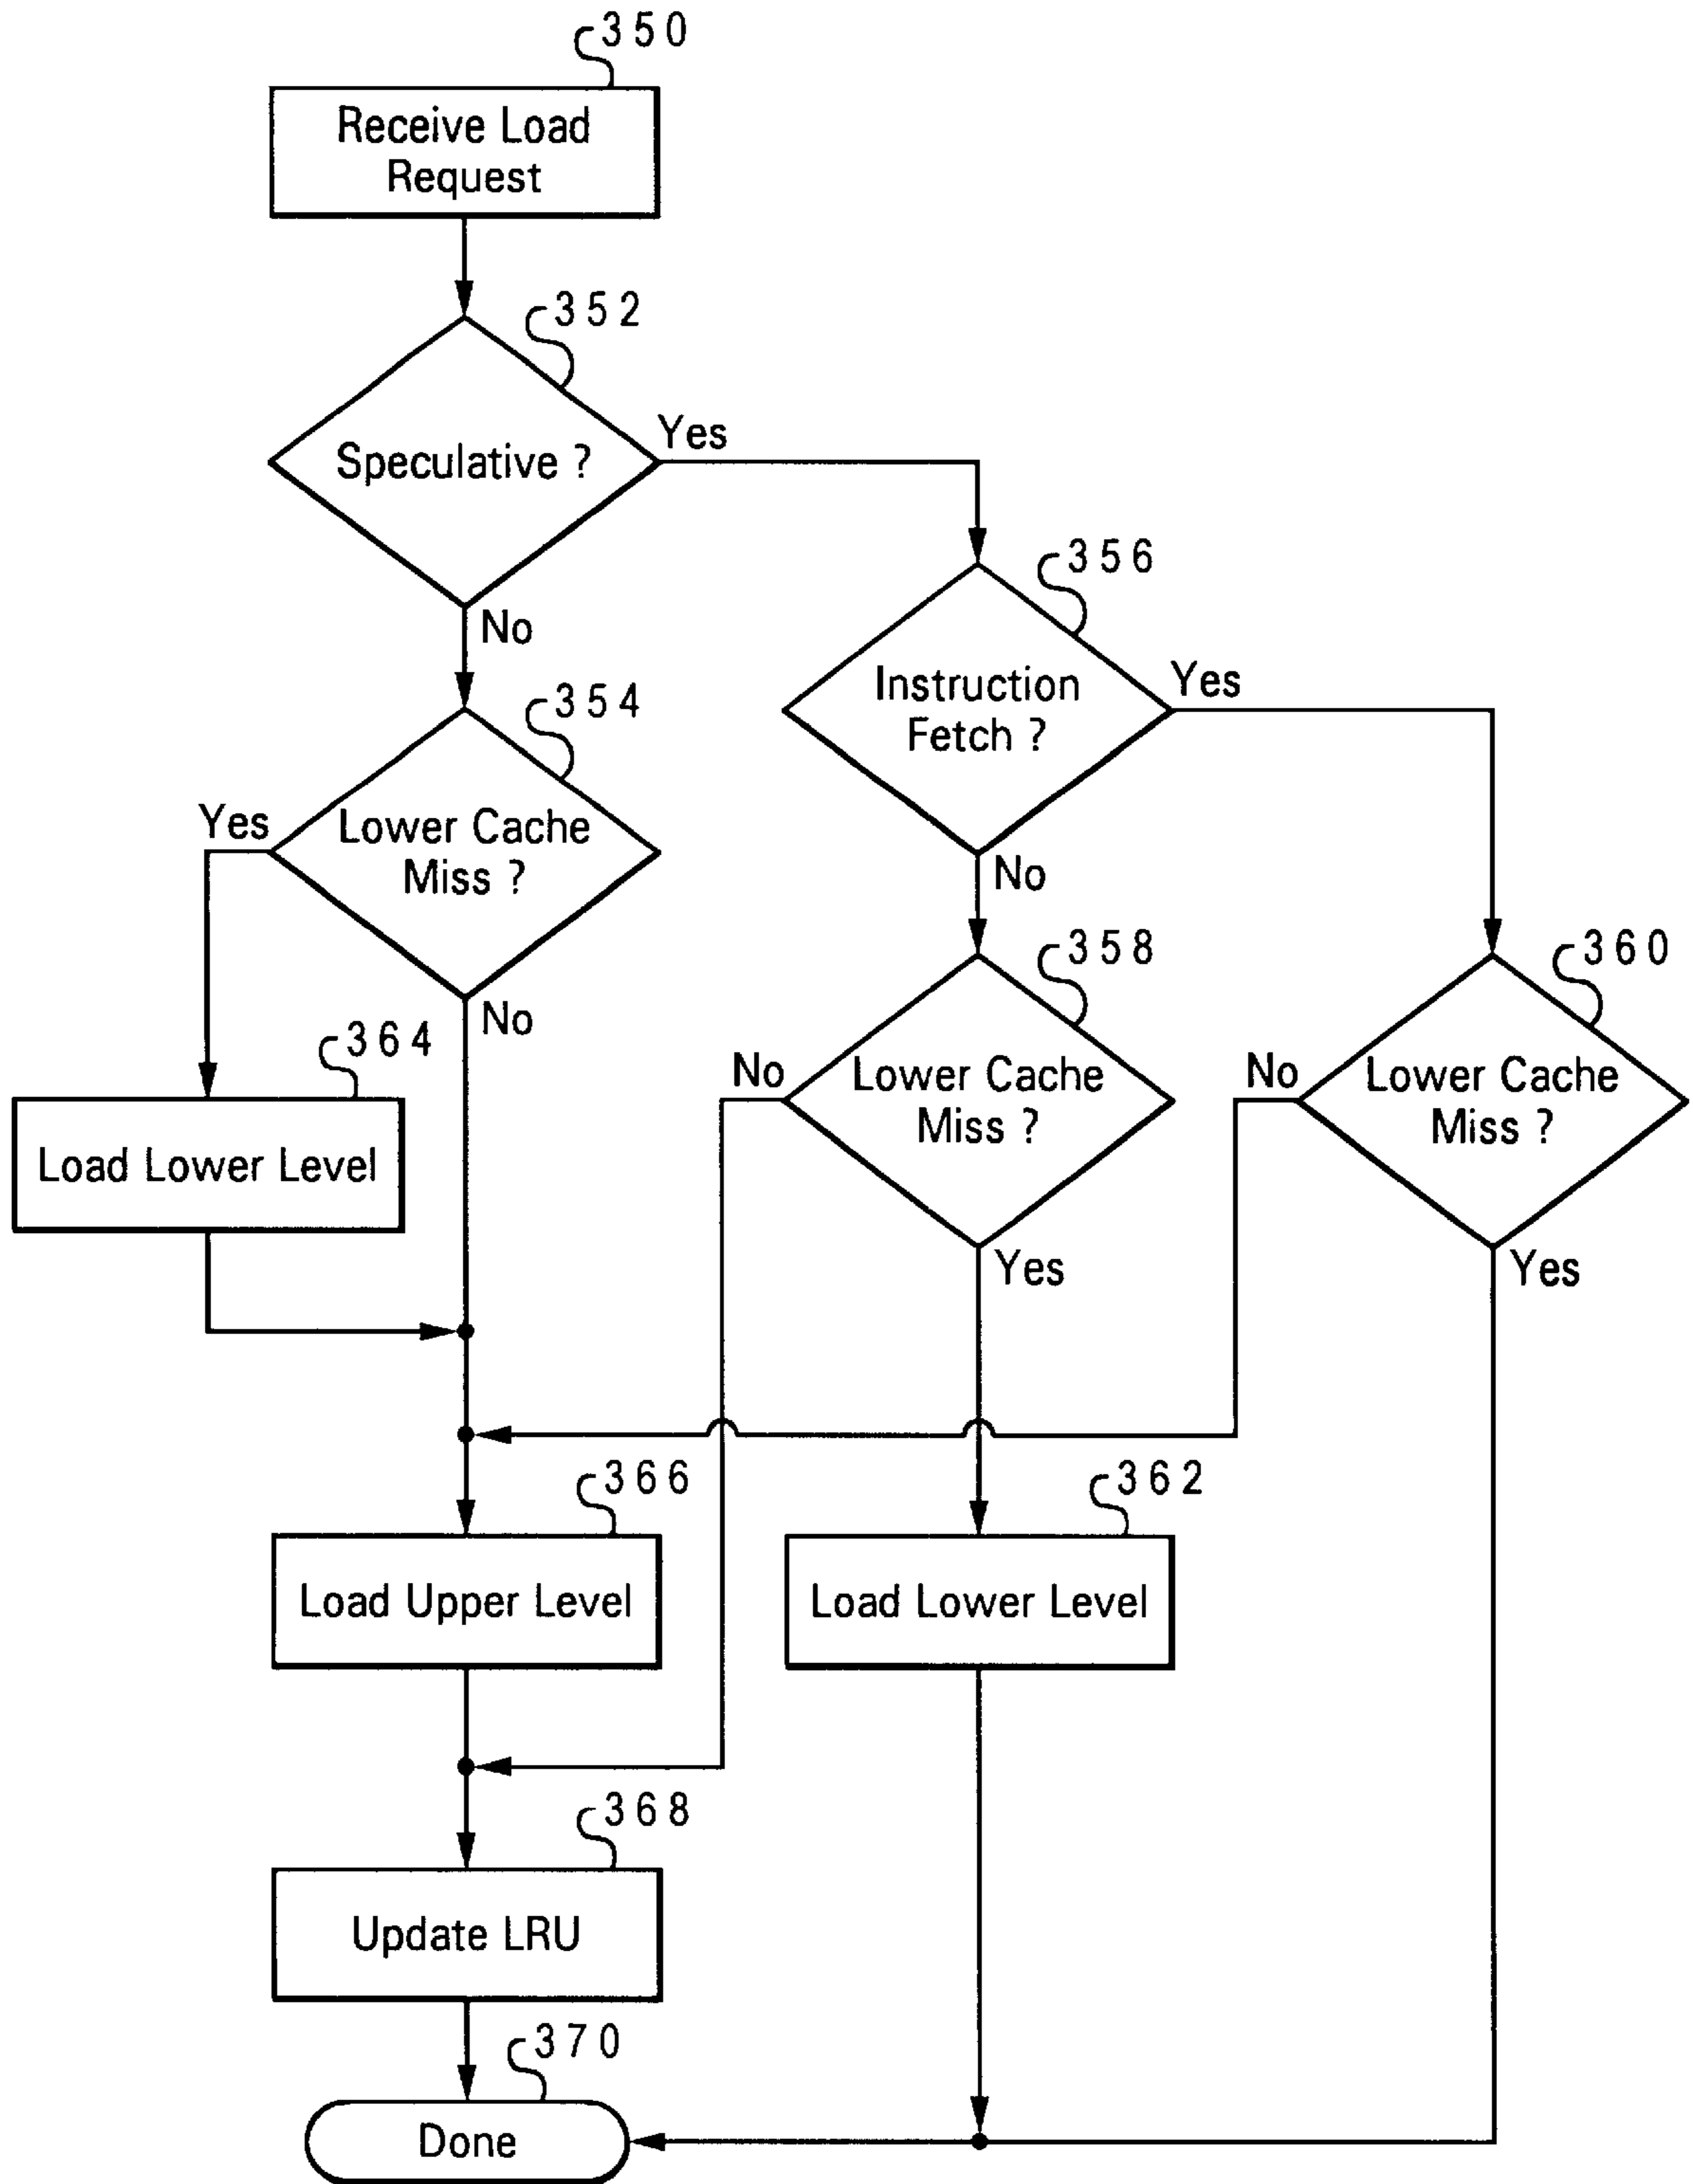 350
Receive Load
Request
352
Speculative ?
Yes
No
356
Instruction
Fetch ?
Yes
No
354
Lower Cache
Miss ?
Yes
No
358
Lower Cache
Miss ?
No
Yes
360
Lower Cache
Miss ?
No
Yes
364
Load Lower Level
366
Load Upper Level
362
Load Lower Level
368
Update LRU
370
Done